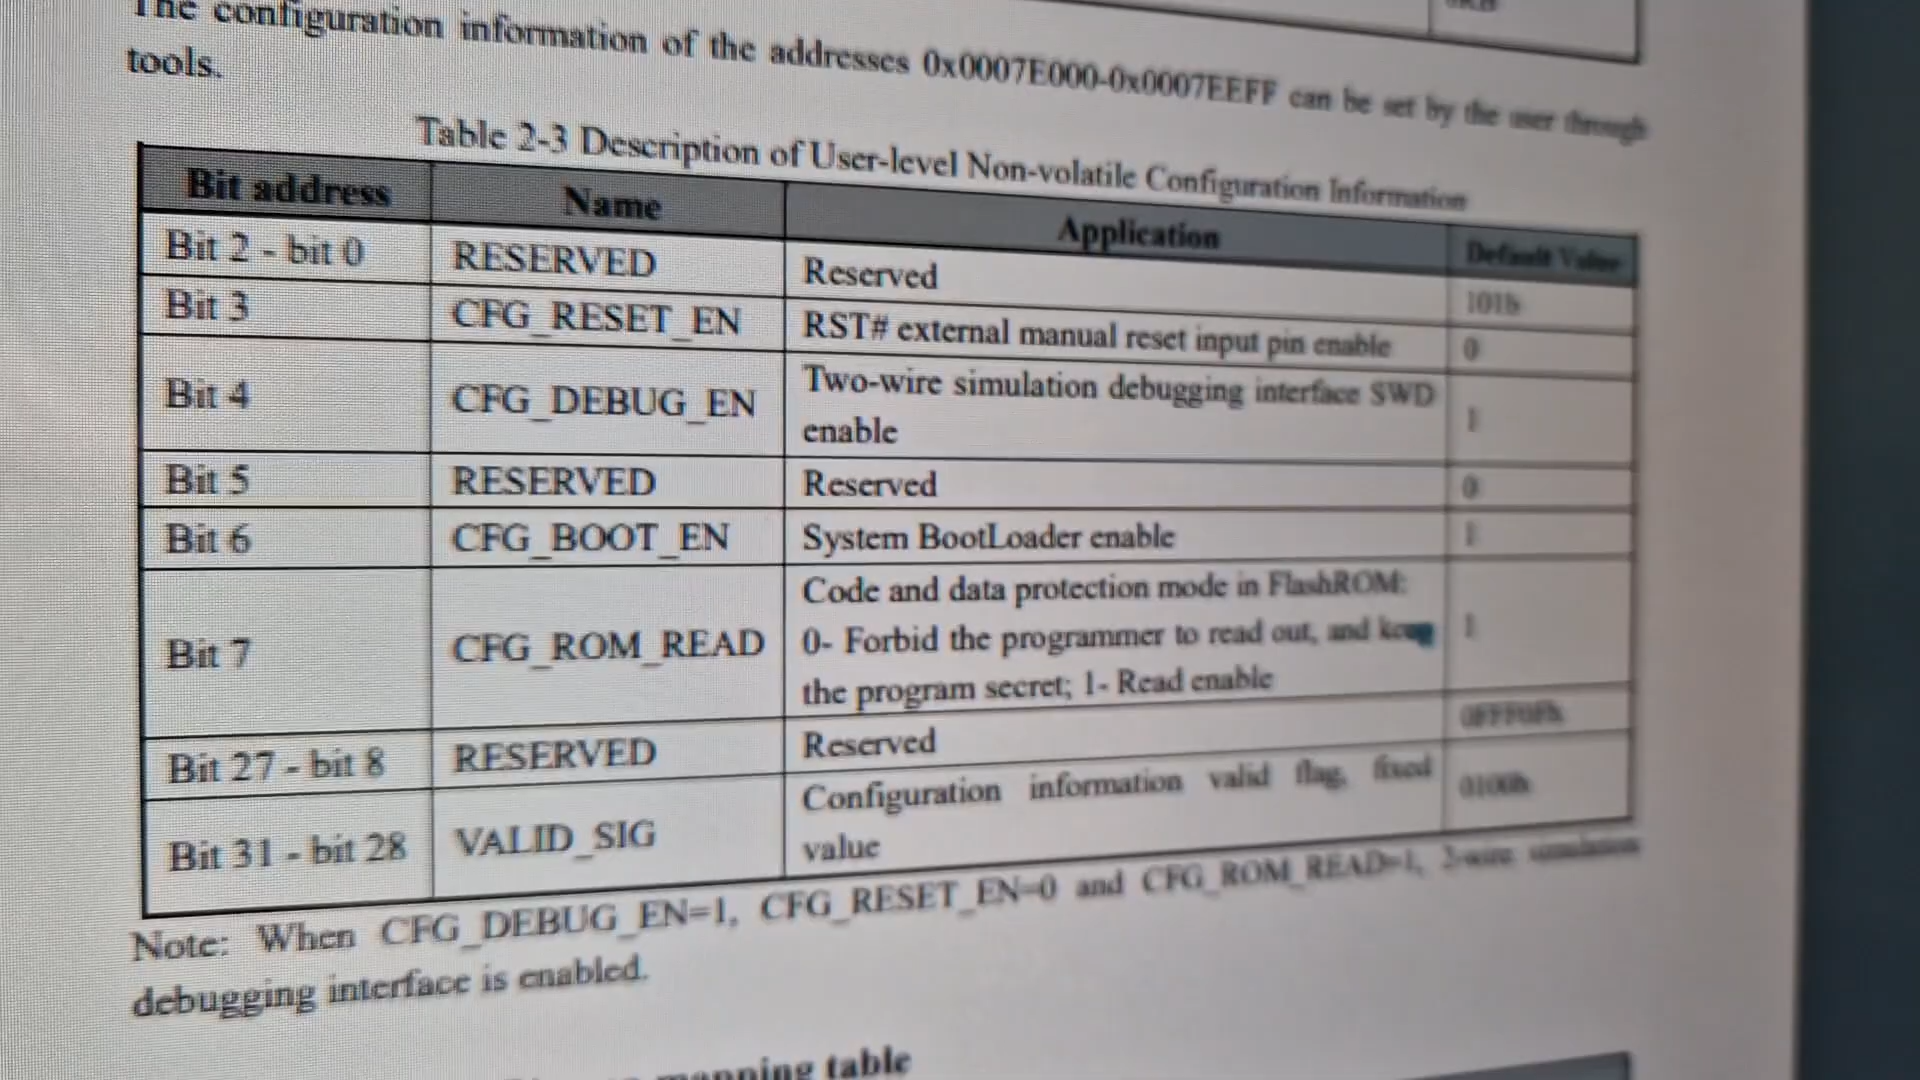 The configuration information of the addresses 0x0007E000-0x0007EEFF can be set by the user through
tools.
Table 2-3 Description of User-level Non-volatile Configuration Information
Bit address Name Application Default Value
Bit 2 - bit 0 RESERVED Reserved 101b
Bit 3 CFG_RESET_EN RST# external manual reset input pin enable 0
Bit 4 CFG_DEBUG_EN Two-wire simulation debugging interface SWD
enable 1
Bit 5 RESERVED Reserved 0
Bit 6 CFG_BOOT_EN System BootLoader enable 1
Bit 7 CFG_ROM_READ Code and data protection mode in FlashROM:
0- Forbid the programmer to read out, and keep
the program secret; 1- Read enable 1
Bit 27 - bit 8 RESERVED Reserved
Bit 31 - bit 28 VALID_SIG Configuration information valid flag, fixed
value 0100b
Note: When CFG_DEBUG_EN=1, CFG_RESET_EN=0 and CFG_ROM_READ=1, 2-wire simulation
debugging interface is enabled.
mapping table